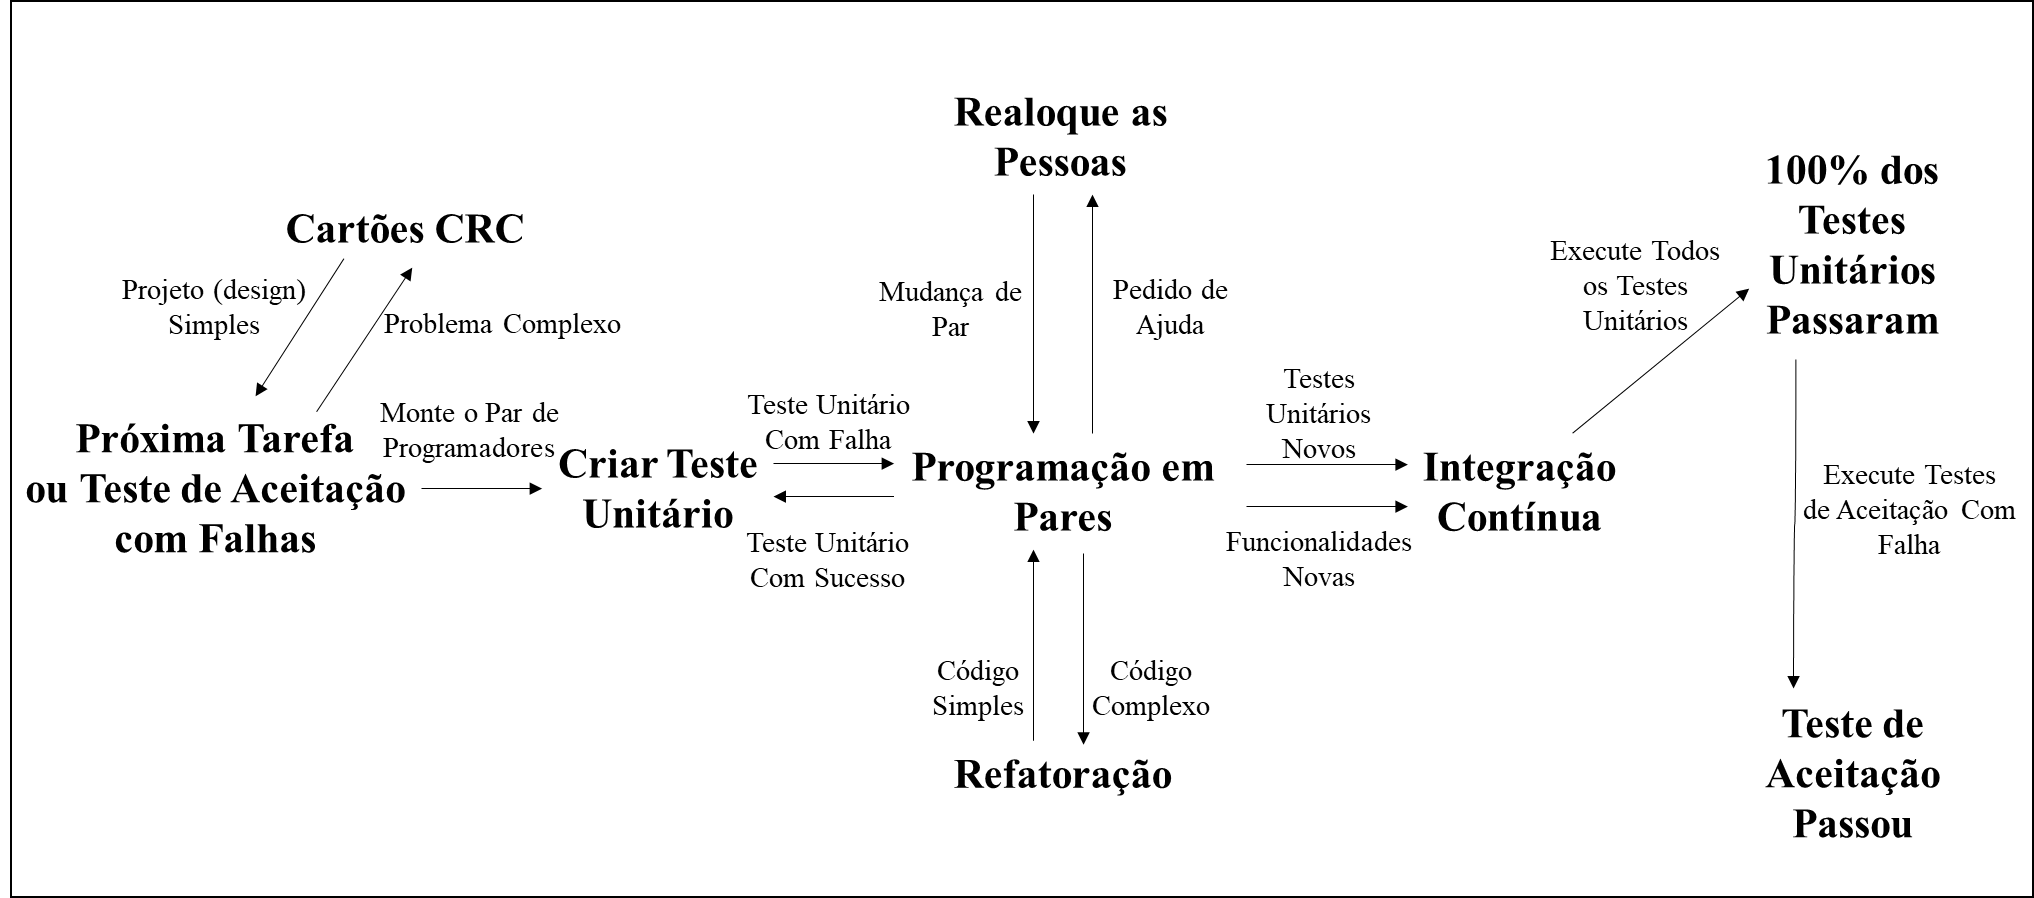 Realoque as
Pessoas
Cartões CRC
Projeto (design)
Simples
Problema Complexo
Mudança de
Par
Pedido de
Ajuda
Próxima Tarefa
ou Teste de Aceitação
com Falhas
Monte o Par de
Programadores
Criar Teste
Unitário
Teste Unitário
Com Falha
Teste Unitário
Com Sucesso
Programação em
Pares
Código
Simples
Código
Complexo
Refatoração
Testes
Unitários
Novos
Funcionalidades
Novas
Integração
Contínua
Execute Todos
os Testes
Unitários
100% dos
Testes
Unitários
Passaram
Execute Testes
de Aceitação Com
Falha
Teste de
Aceitação
Passou